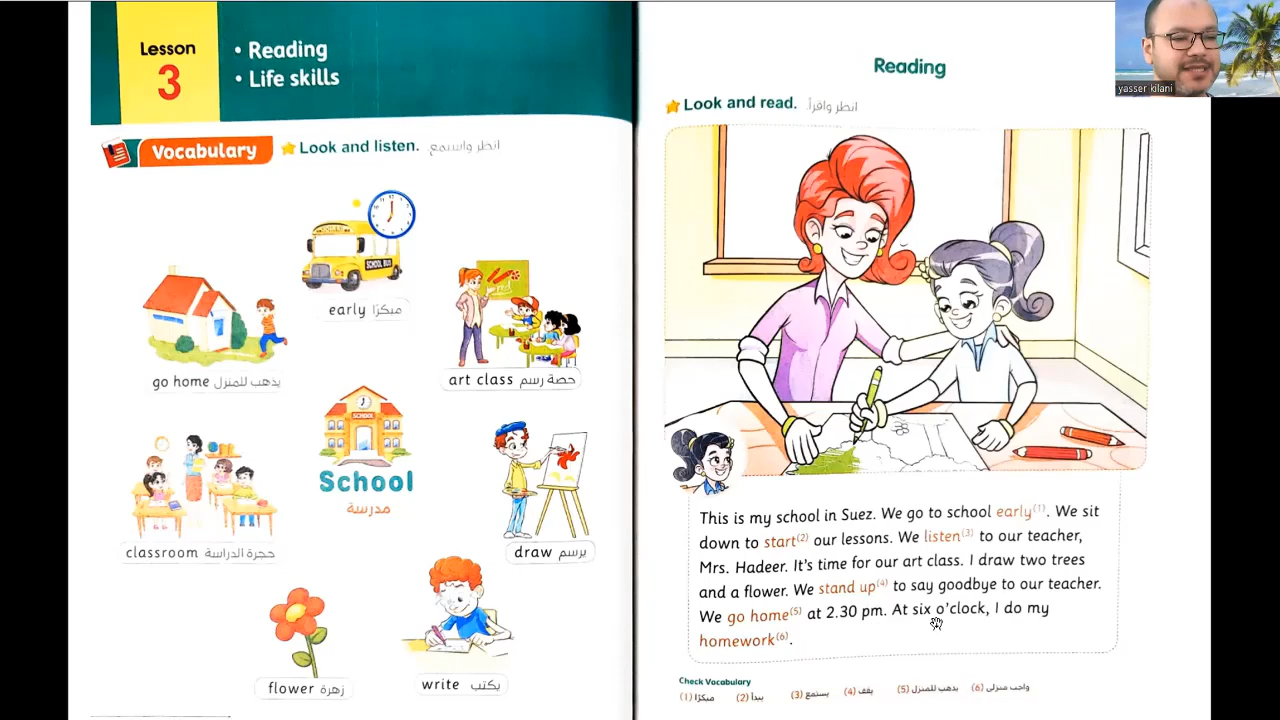 Lesson
3
• Reading
• Life skills
Vocabulary
Look and listen. انظر واستمع.
SCHOOL BUS
early مبكرًا
go home يذهب للمنزل
art class حصة رسم
SCHOOL
School
مدرسة
classroom حجرة الدراسة
draw يرسم
flower زهرة
write يكتب
Reading
Look and read. انظر واقرأ.
This is my school in Suez. We go to school early(1). We sit
down to start(2) our lessons. We listen(3) to our teacher,
Mrs. Hadeer. It's time for our art class. I draw two trees
and a flower. We stand up(4) to say goodbye to our teacher.
We go home(5) at 2.30 pm. At six o'clock, I do my
homework(6).
Check Vocabulary
(1) مبكرًا (2) يبدأ (3) يستمع (4) يقف (5) يذهب للمنزل (6) واجب منزلي
yasser kilani